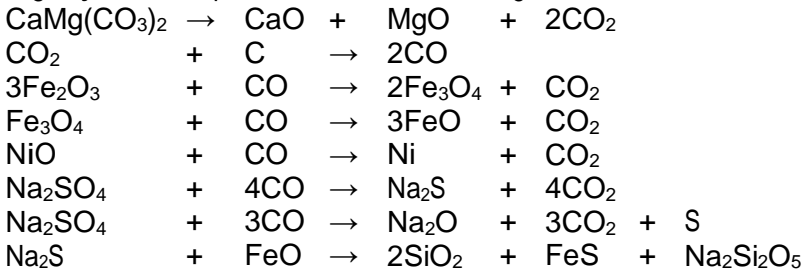 CaMg(CO₃)₂ → CaO + MgO + 2CO₂
CO₂ + C → 2CO
3Fe₂O₃ + CO → 2Fe₃O₄ + CO₂
Fe₃O₄ + CO → 3FeO + CO₂
NiO + CO → Ni + CO₂
Na₂SO₄ + 4CO → Na₂S + 4CO₂
Na₂SO₄ + 3CO → Na₂O + 3CO₂ + S
Na₂S + FeO → 2SiO₂ + FeS + Na₂Si₂O₅